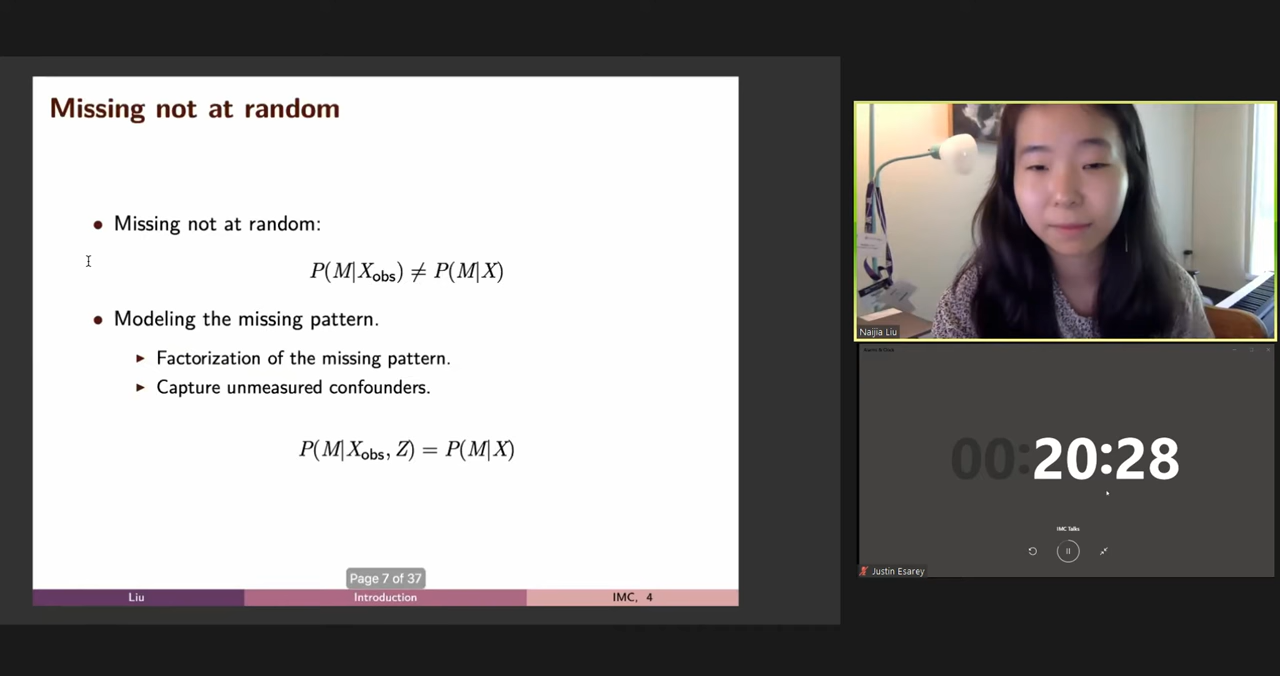 Missing not at random
• Missing not at random:
P(M|X_obs) ≠ P(M|X)
• Modeling the missing pattern.
▶ Factorization of the missing pattern.
▶ Capture unmeasured confounders.
P(M|X_obs, Z) = P(M|X)
Page 7 of 37
Liu Introduction IMC, 4
Naijia Liu
00:20:28
IMC Talks
Justin Esarey